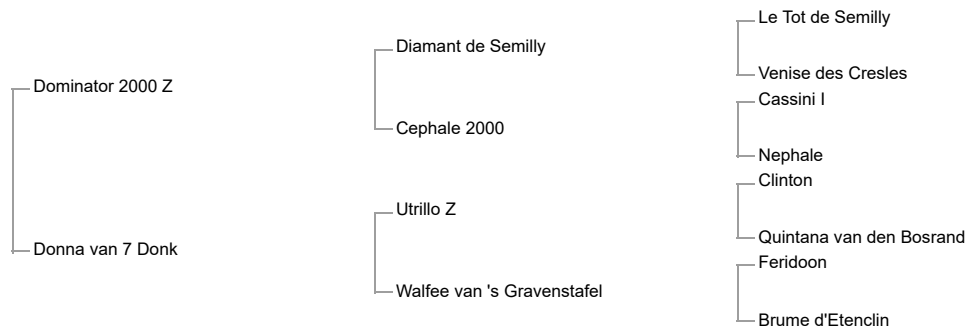 Le Tot de Semilly
Diamant de Semilly
Venise des Cresles
Dominator 2000 Z
Cassini I
Cephale 2000
Nephale
Clinton
Utrillo Z
Quintana van den Bosrand
Donna van 7 Donk
Feridoon
Walfee van 's Gravenstafel
Brume d'Etenclin